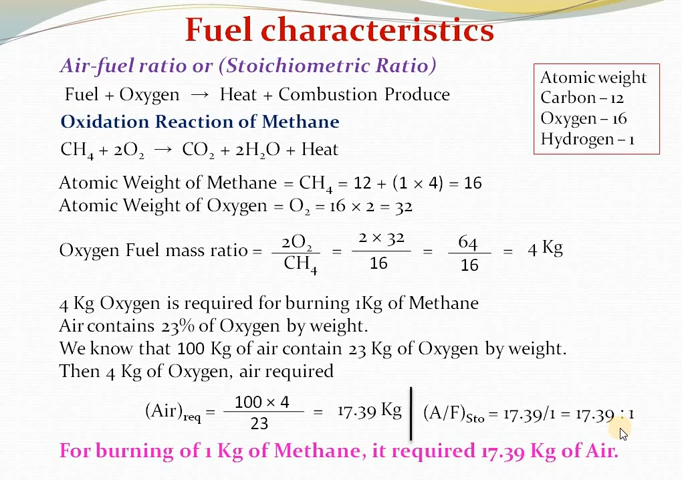 Fuel characteristics
Air-fuel ratio or (Stoichiometric Ratio)
Fuel + Oxygen → Heat + Combustion Produce
Oxidation Reaction of Methane
CH₄ + 2O₂ → CO₂ + 2H₂O + Heat
Atomic weight
Carbon – 12
Oxygen – 16
Hydrogen – 1
Atomic Weight of Methane = CH₄ = 12 + (1 × 4) = 16
Atomic Weight of Oxygen = O₂ = 16 × 2 = 32
Oxygen Fuel mass ratio = 2O₂ / CH₄ = 2 × 32 / 16 = 64 / 16 = 4 Kg
4 Kg Oxygen is required for burning 1Kg of Methane
Air contains 23% of Oxygen by weight.
We know that 100 Kg of air contain 23 Kg of Oxygen by weight.
Then 4 Kg of Oxygen, air required
(Air)req = 100 × 4 / 23 = 17.39 Kg | (A/F)Sto = 17.39/1 = 17.39 : 1
For burning of 1 Kg of Methane, it required 17.39 Kg of Air.